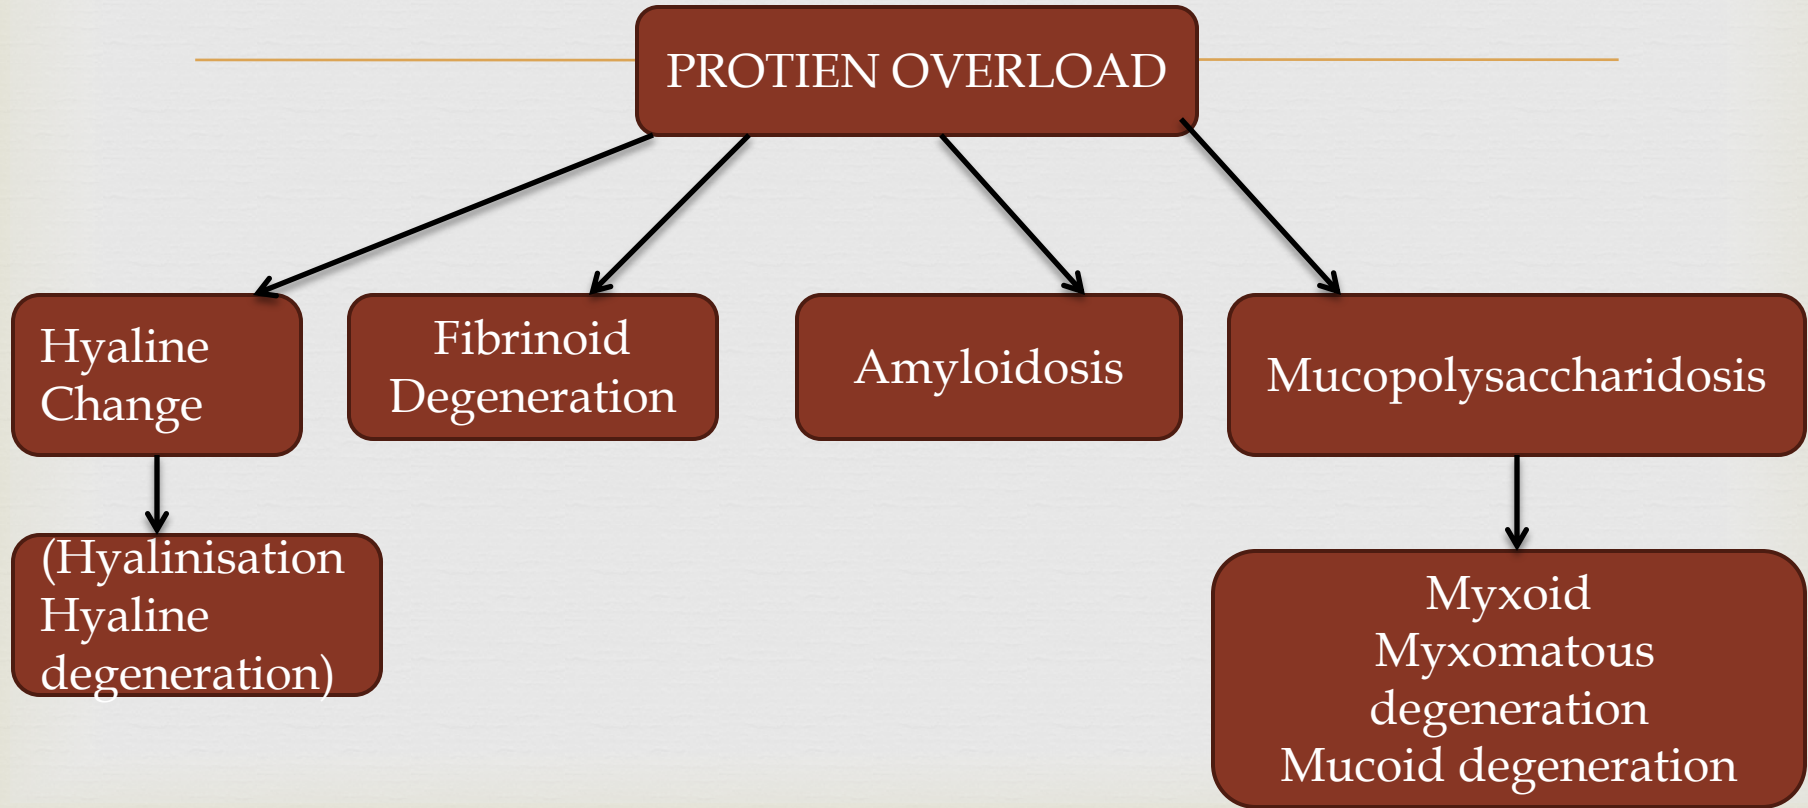 PROTIEN OVERLOAD
Hyaline
Change
Fibrinoid
Degeneration
Amyloidosis
Mucopolysaccharidosis
(Hyalinisation
Hyaline
degeneration)
Myxoid
Myxomatous
degeneration
Mucoid degeneration